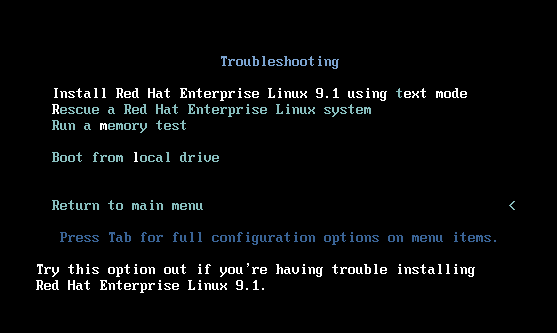 Troubleshooting
Install Red Hat Enterprise Linux 9.1 using text mode
Rescue a Red Hat Enterprise Linux system
Run a memory test
Boot from local drive
Return to main menu <
Press Tab for full configuration options on menu items.
Try this option out if you're having trouble installing
Red Hat Enterprise Linux 9.1.